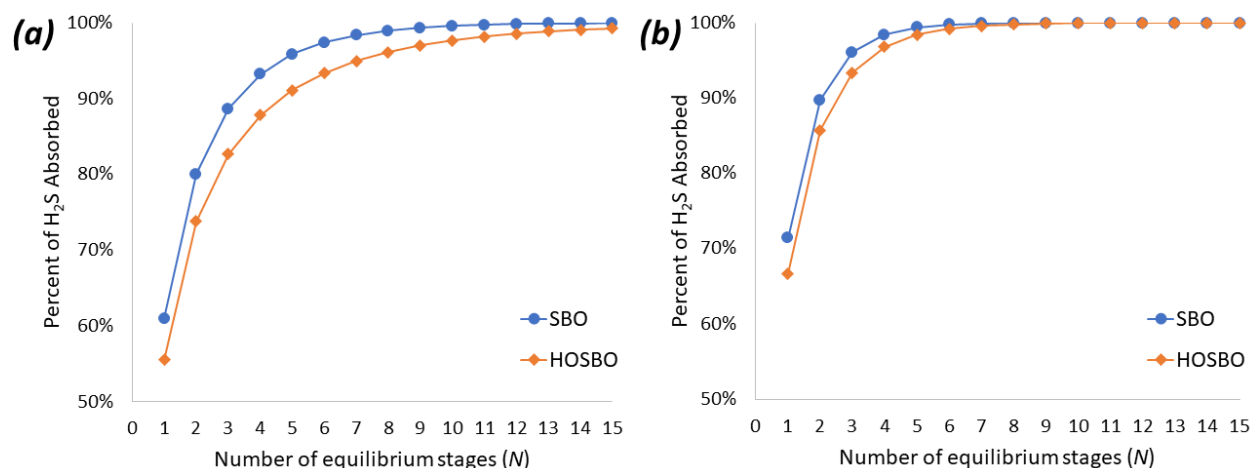 (a)
Percent of H₂S Absorbed
100%
90%
80%
70%
60%
50%
SBO
HOSBO
0 1 2 3 4 5 6 7 8 9 10 11 12 13 14 15
Number of equilibrium stages (N)
(b)
Percent of H₂S Absorbed
100%
90%
80%
70%
60%
50%
SBO
HOSBO
0 1 2 3 4 5 6 7 8 9 10 11 12 13 14 15
Number of equilibrium stages (N)